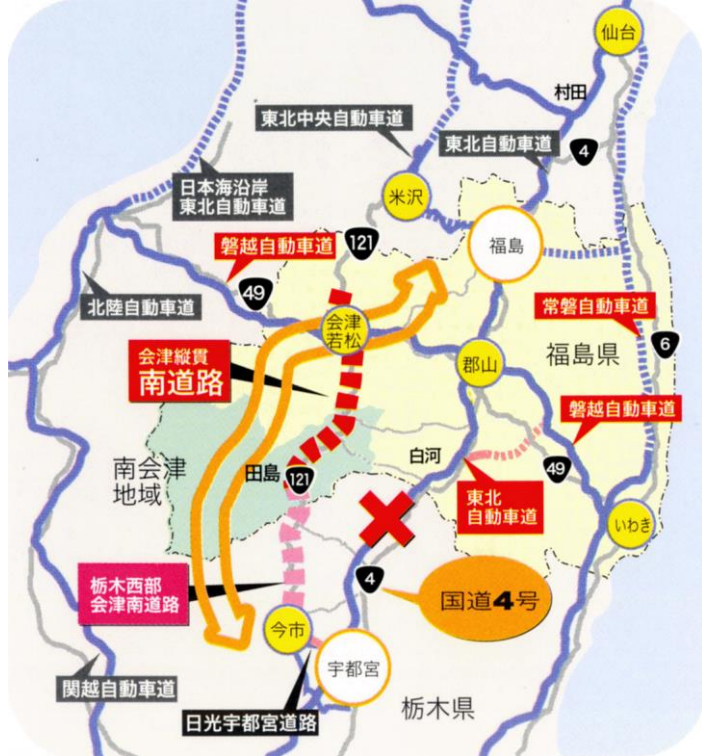 仙台
村田
東北中央自動車道
東北自動車道
4
日本海沿岸
東北自動車道
米沢
121
福島
磐越自動車道
49
北陸自動車道
常磐自動車道
会津
若松
6
会津縦貫
南道路
郡山
福島県
磐越自動車道
南会津
地域
田島
121
白河
49
東北
自動車道
いわき
栃木西部
会津南道路
4
国道4号
今市
宇都宮
関越自動車道
日光宇都宮道路
栃木県